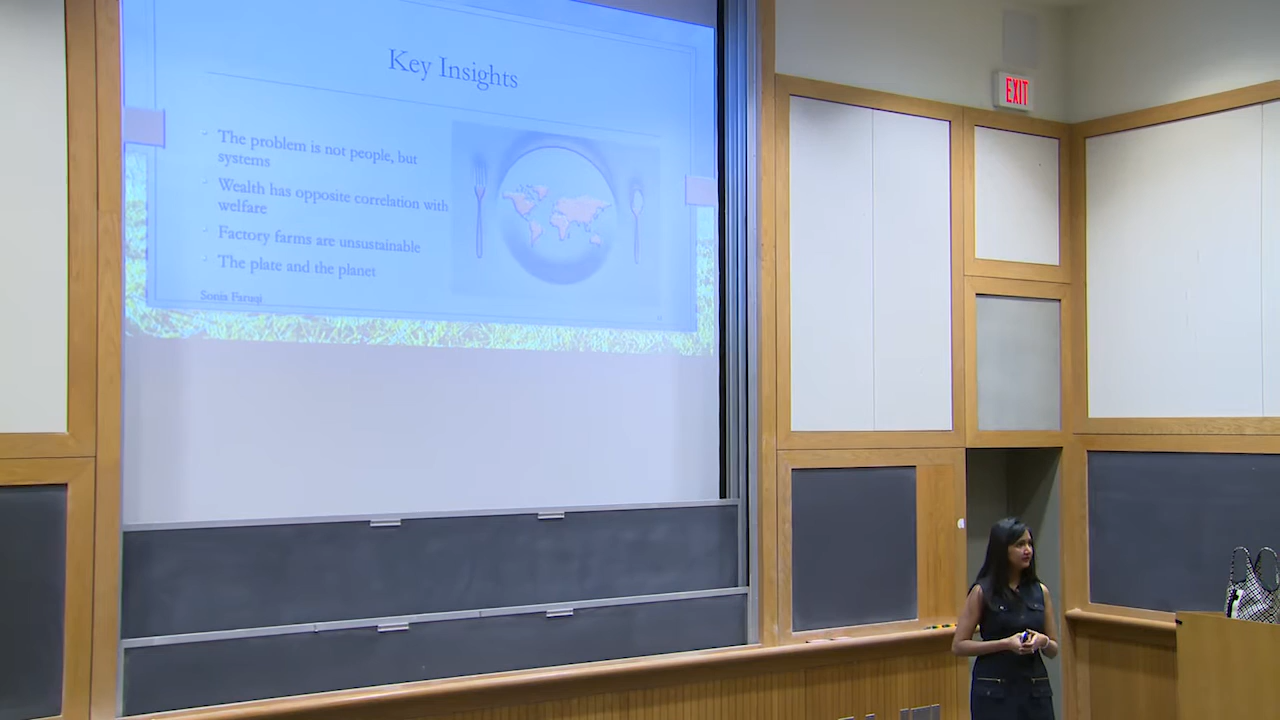 Key Insights
The problem is not people, but
systems
Wealth has opposite correlation with
welfare
Factory farms are unsustainable
The plate and the planet
Sonia Faruqi
EXIT